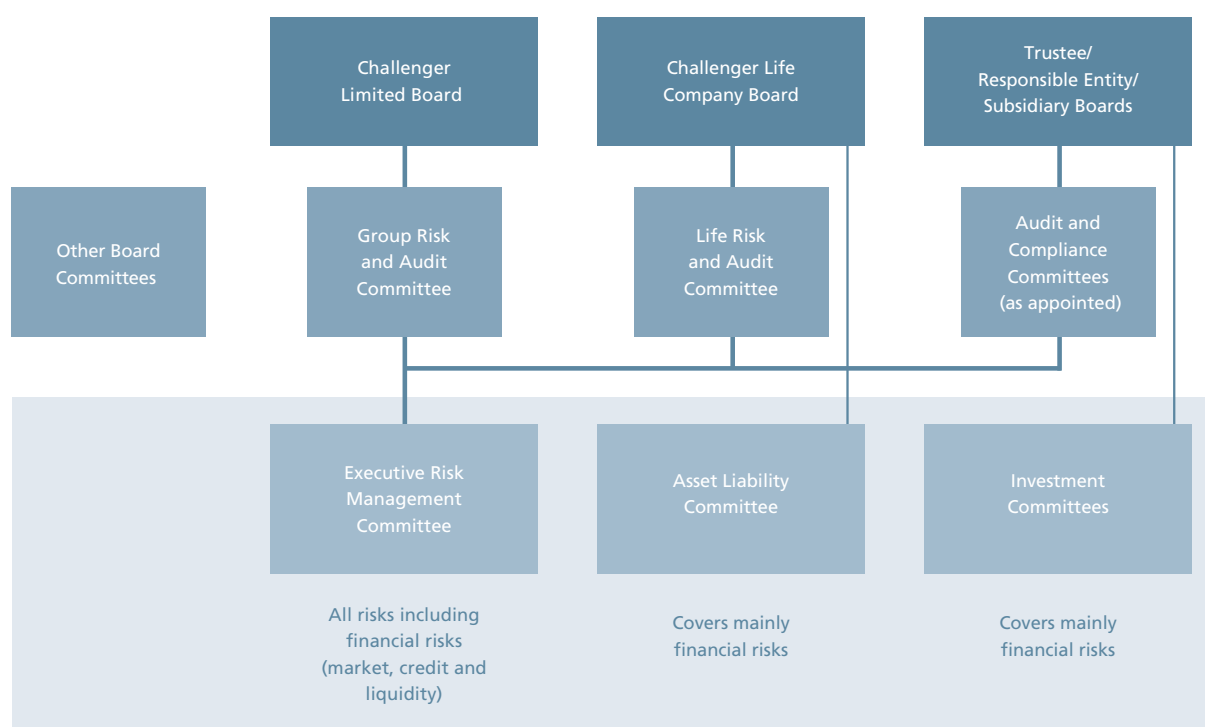 Challenger
Limited Board
Challenger Life
Company Board
Trustee/
Responsible Entity/
Subsidiary Boards
Other Board
Committees
Group Risk
and Audit
Committee
Life Risk
and Audit
Committee
Audit and
Compliance
Committees
(as appointed)
Executive Risk
Management
Committee
Asset Liability
Committee
Investment
Committees
All risks including
financial risks
(market, credit and
liquidity)
Covers mainly
financial risks
Covers mainly
financial risks